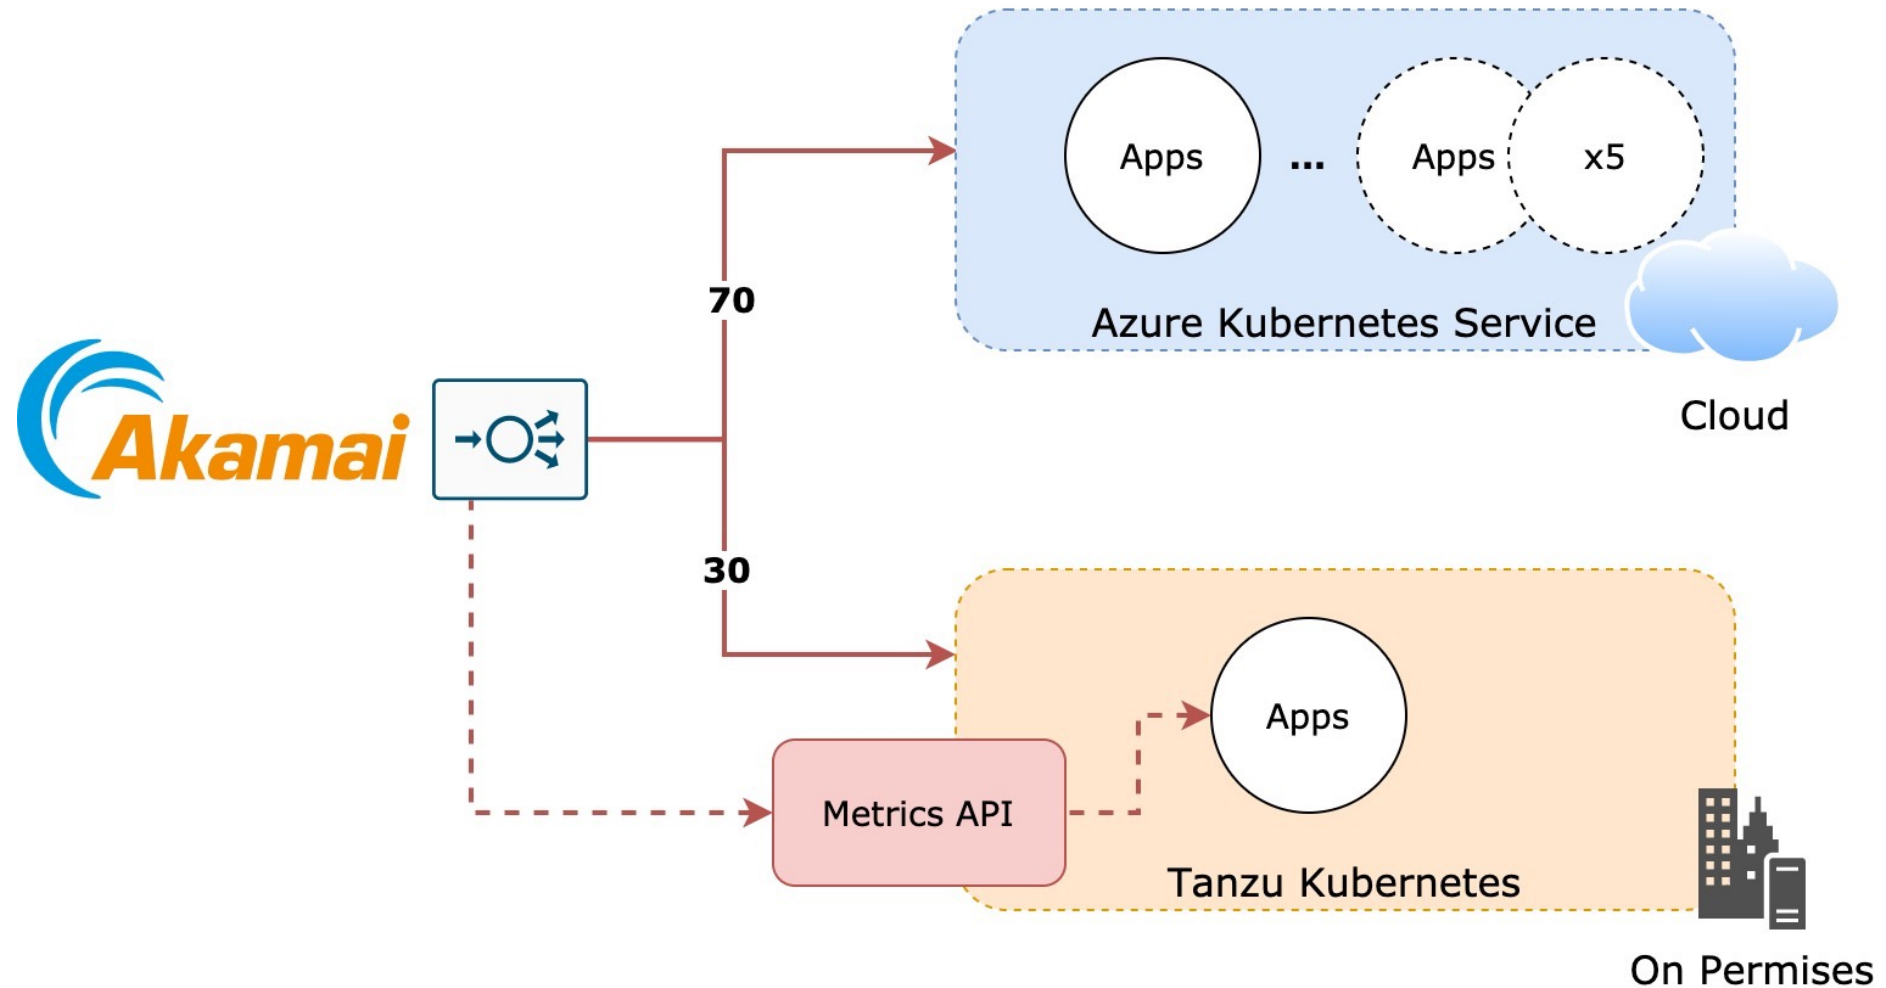 Apps
...
Apps
x5
Azure Kubernetes Service
Cloud
70
Akamai
30
Apps
Metrics API
Tanzu Kubernetes
On Permises